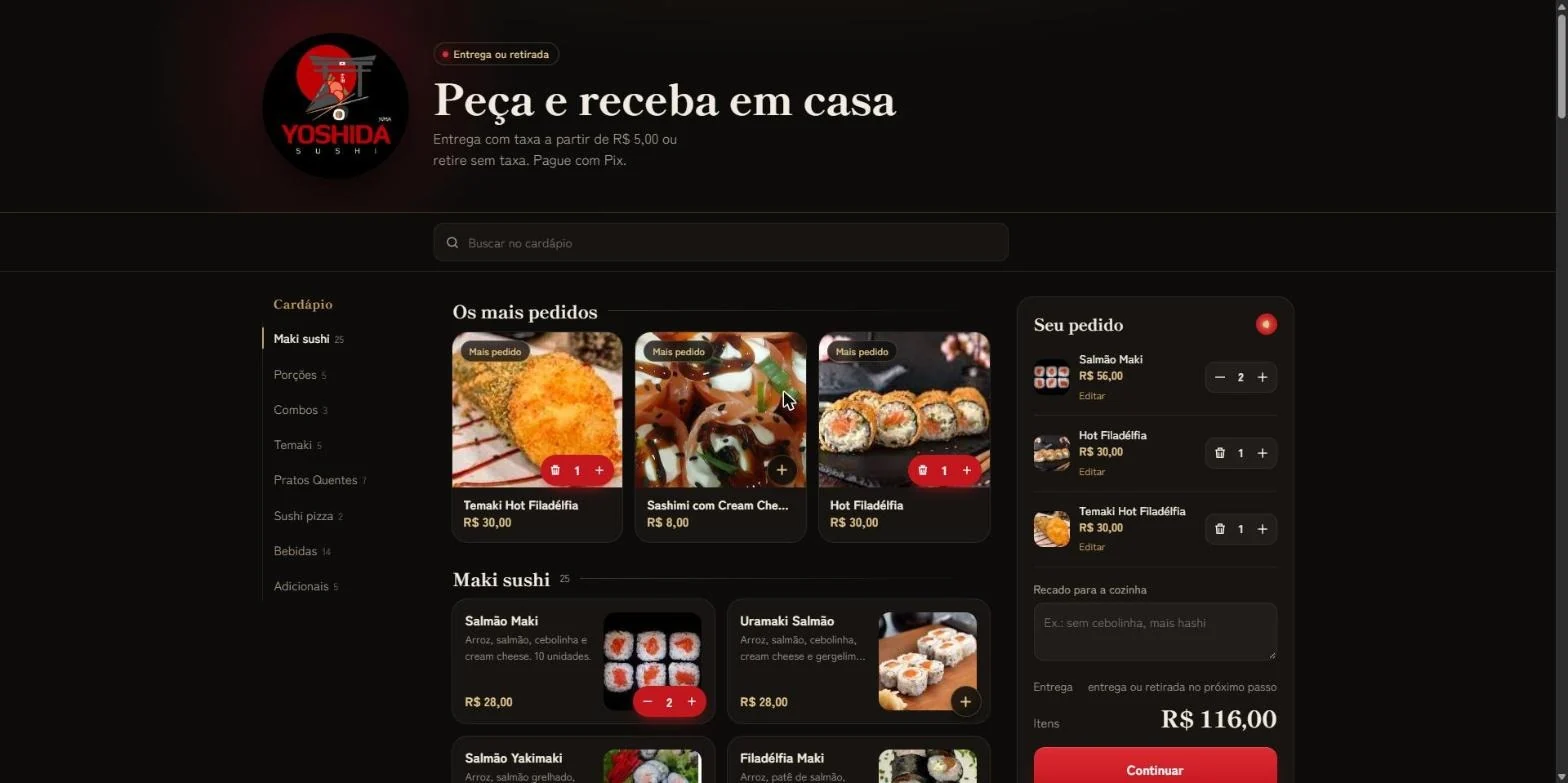 YOSHIDA
SUSHI
Entrega ou retirada
Peça e receba em casa
Entrega com taxa a partir de R$ 5,00 ou
retire sem taxa. Pague com Pix.
Buscar no cardápio
Cardápio
Maki sushi 25
Porções 5
Combos 3
Temaki 5
Pratos Quentes 7
Sushi pizza 2
Bebidas 14
Adicionais 5
Os mais pedidos
Mais pedido
1
Temaki Hot Filadélfia
R$ 30,00
Mais pedido
Sashimi com Cream Che...
R$ 8,00
Mais pedido
1
Hot Filadélfia
R$ 30,00
Maki sushi 25
Salmão Maki
Arroz, salmão, cebolinha e
cream cheese. 10 unidades.
R$ 28,00
2
Uramaki Salmão
Arroz, salmão, cebolinha,
cream cheese e gergelim...
R$ 28,00
Salmão Yakimaki
Arroz, salmão grelhado,
Filadélfia Maki
Arroz, patê de salmão,
Seu pedido
Salmão Maki
R$ 56,00
Editar
2
Hot Filadélfia
R$ 30,00
Editar
1
Temaki Hot Filadélfia
R$ 30,00
Editar
1
Recado para a cozinha
Ex.: sem cebolinha, mais hashi
Entrega entrega ou retirada no próximo passo
Itens R$ 116,00
Continuar